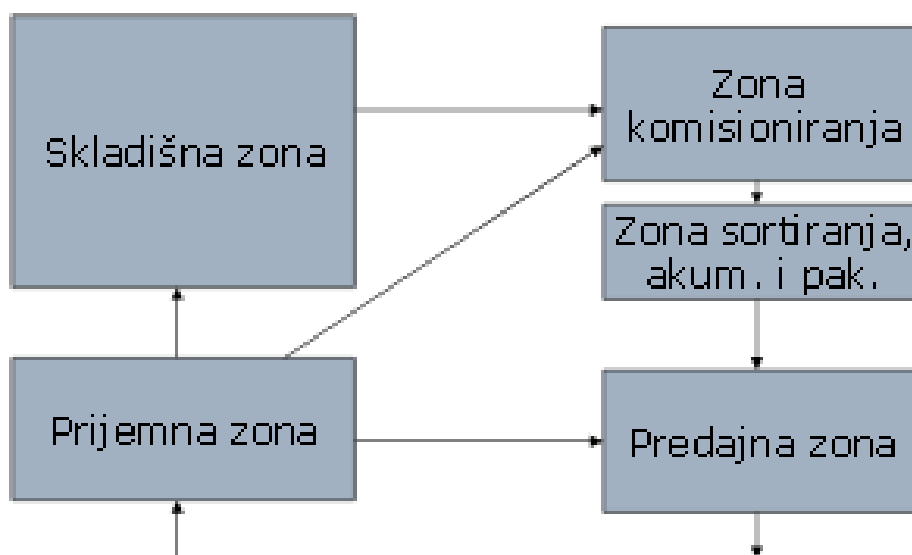 Skladišna zona
Zona
komisioniranja
Zona sortiranja,
akum. i pak.
Prijemna zona
Predajna zona